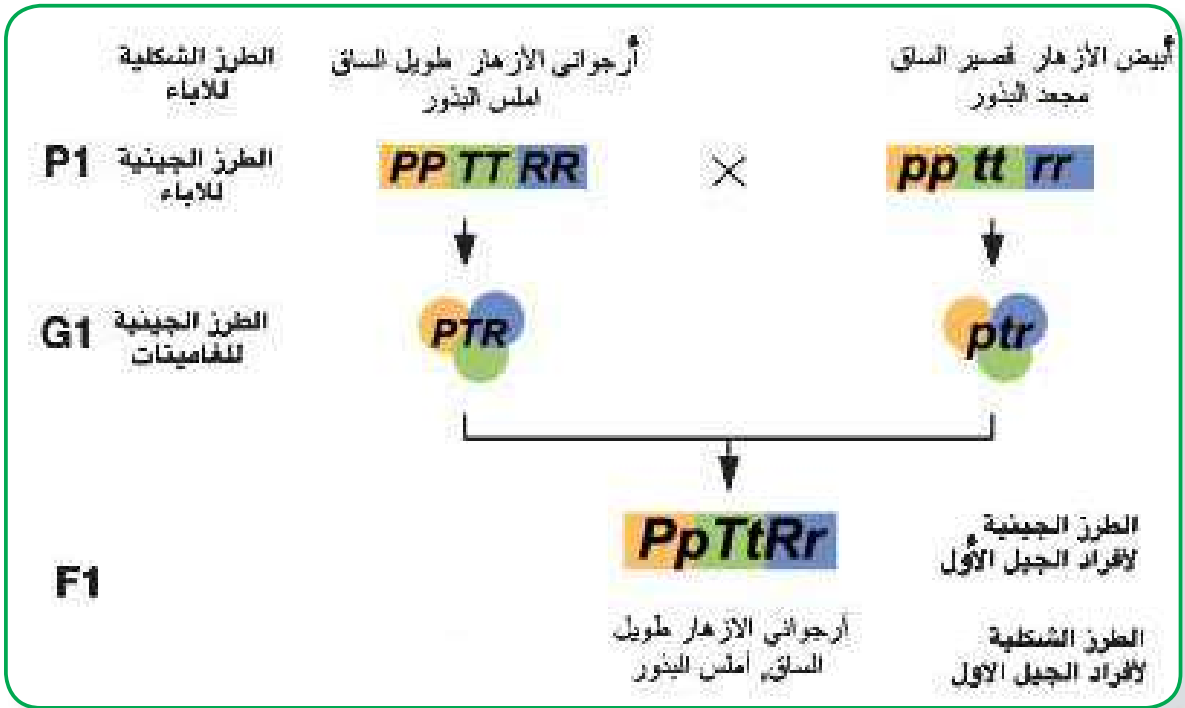 الطرز الشكلية
للاباء
أرجواني الأزهار طويل الساق
املس البذور
أبيض الأزهار قصير الساق
مجعد البذور
P1
الطرز الجينية
للاباء
PP TT RR
×
pp tt rr
G1
الطرز الجينية
للغاميتات
PTR
ptr
PpTtRr
الطرز الجينية
لأفراد الجيل الأول
F1
أرجواني الازهار طويل
الساق, أملس البذور
الطرز الشكلية
لأفراد الجيل الاول